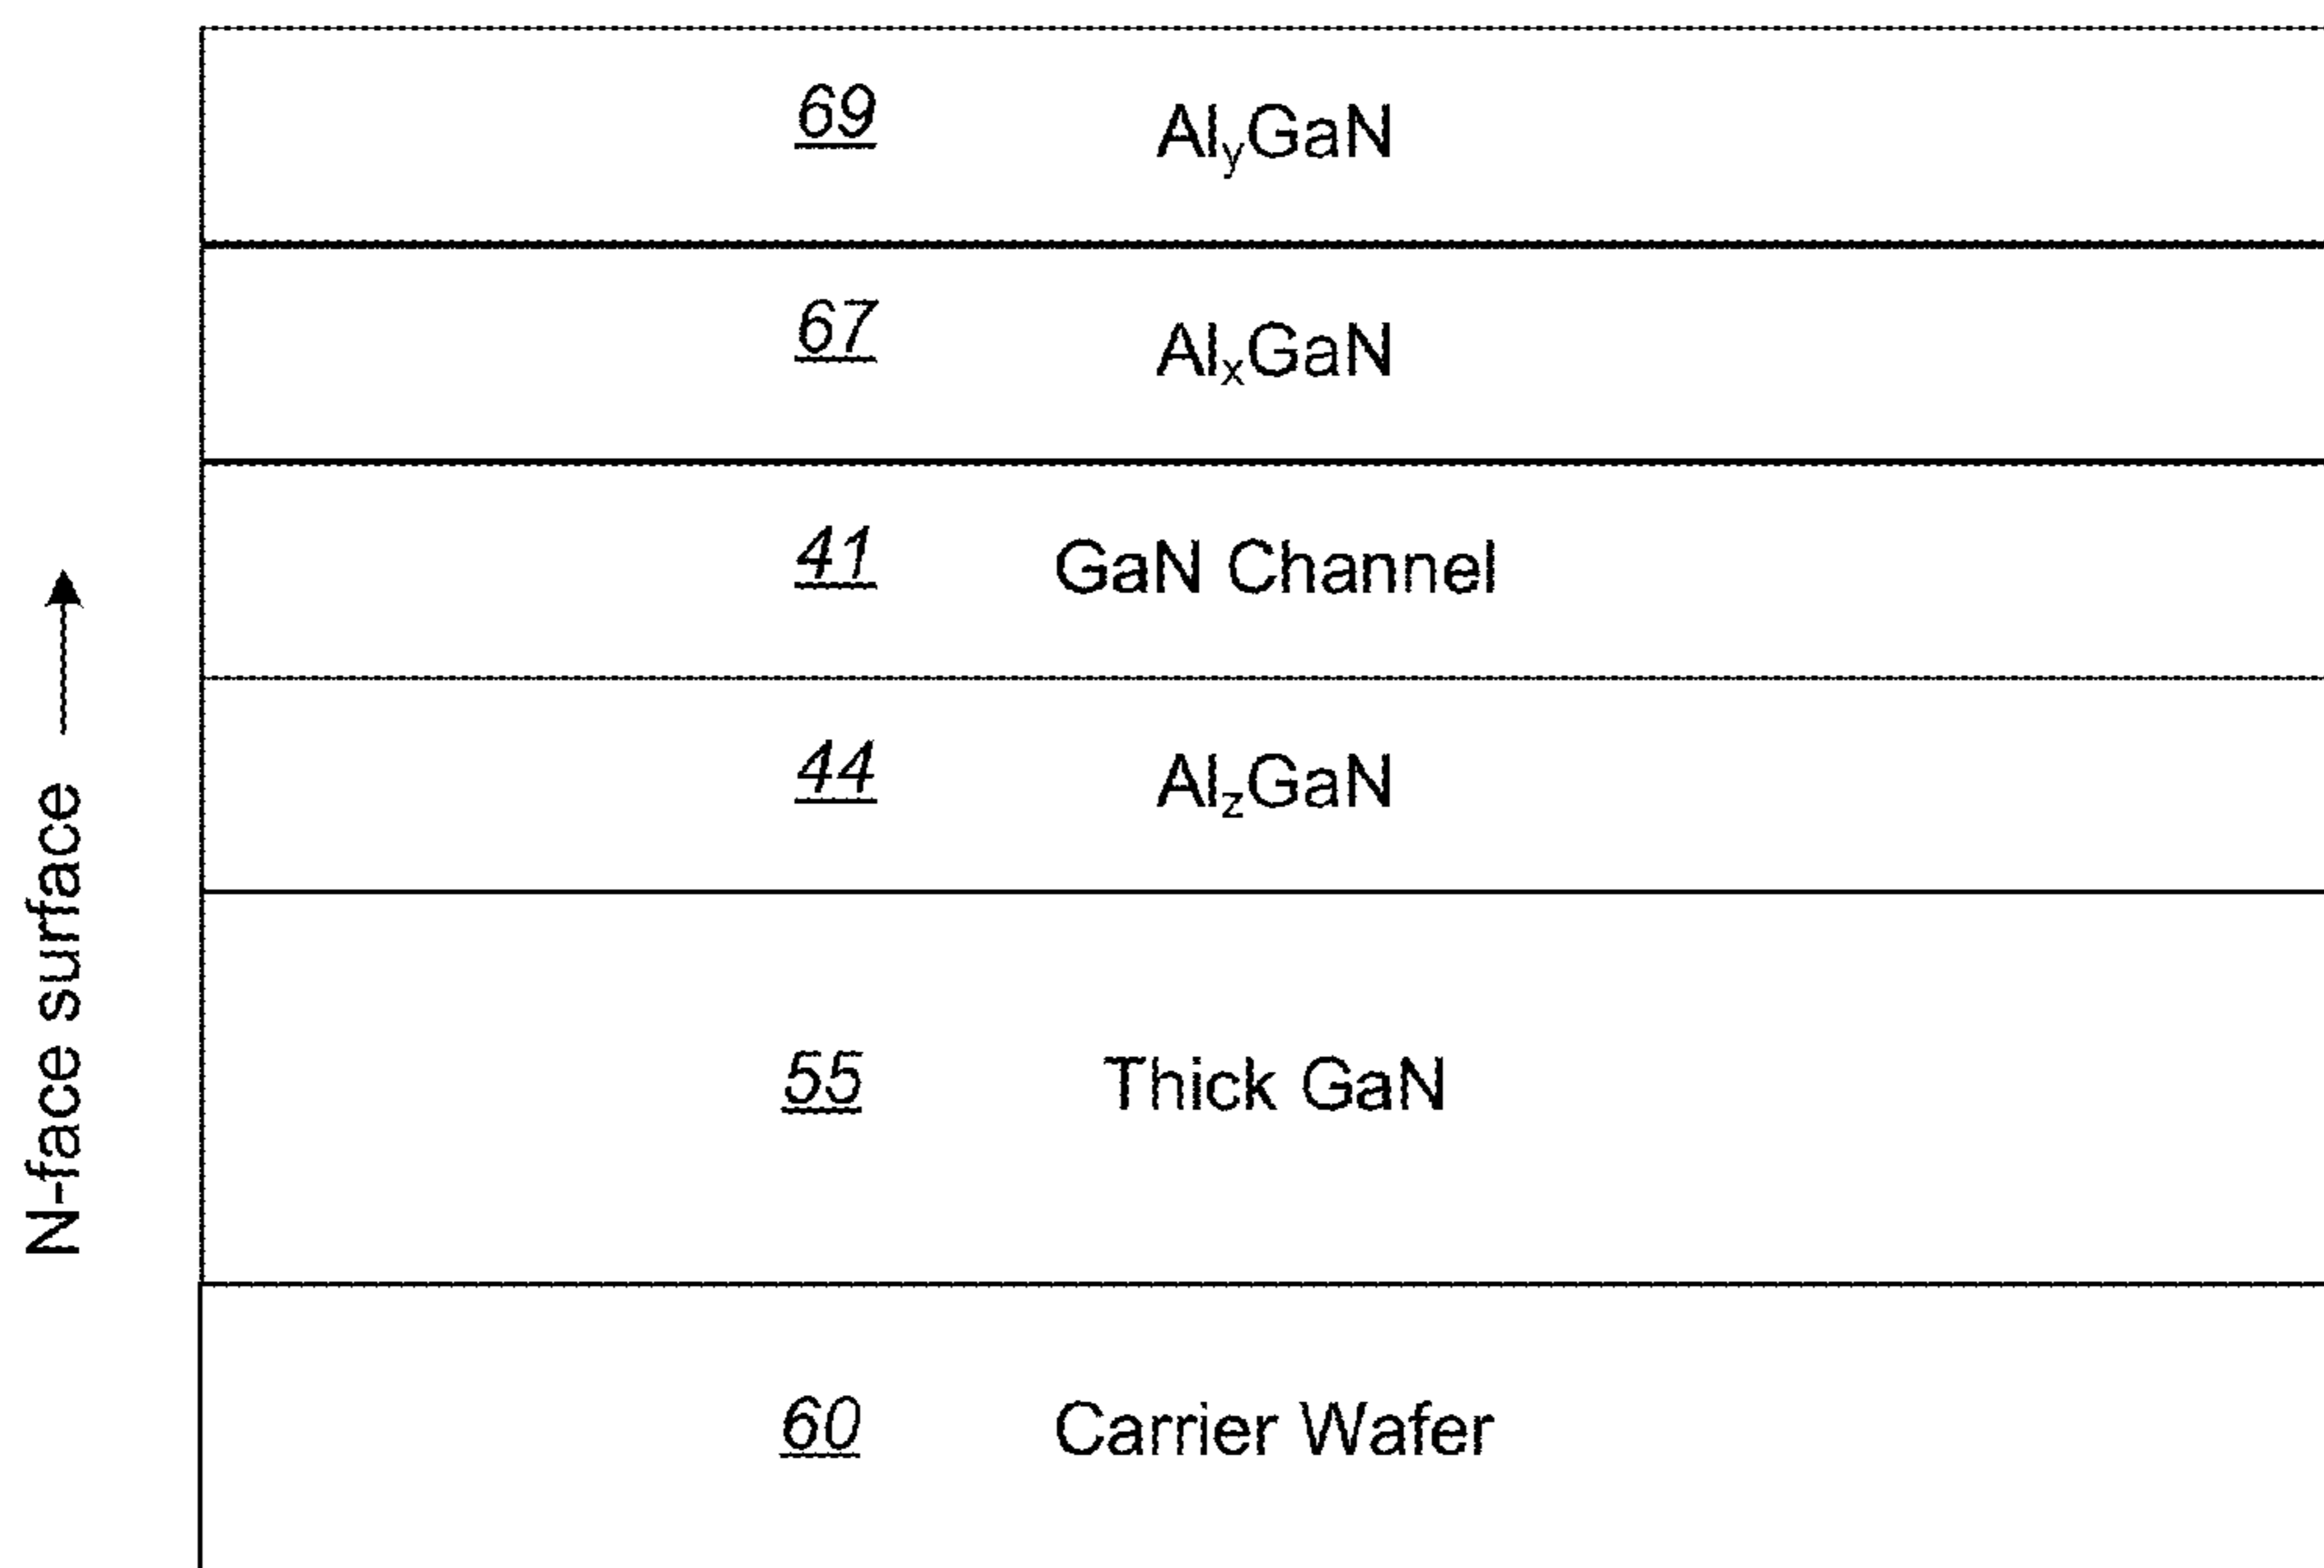 69 AlyGaN
67 AlxGaN
41 GaN Channel
44 AlzGaN
55 Thick GaN
60 Carrier Wafer
N-face surface